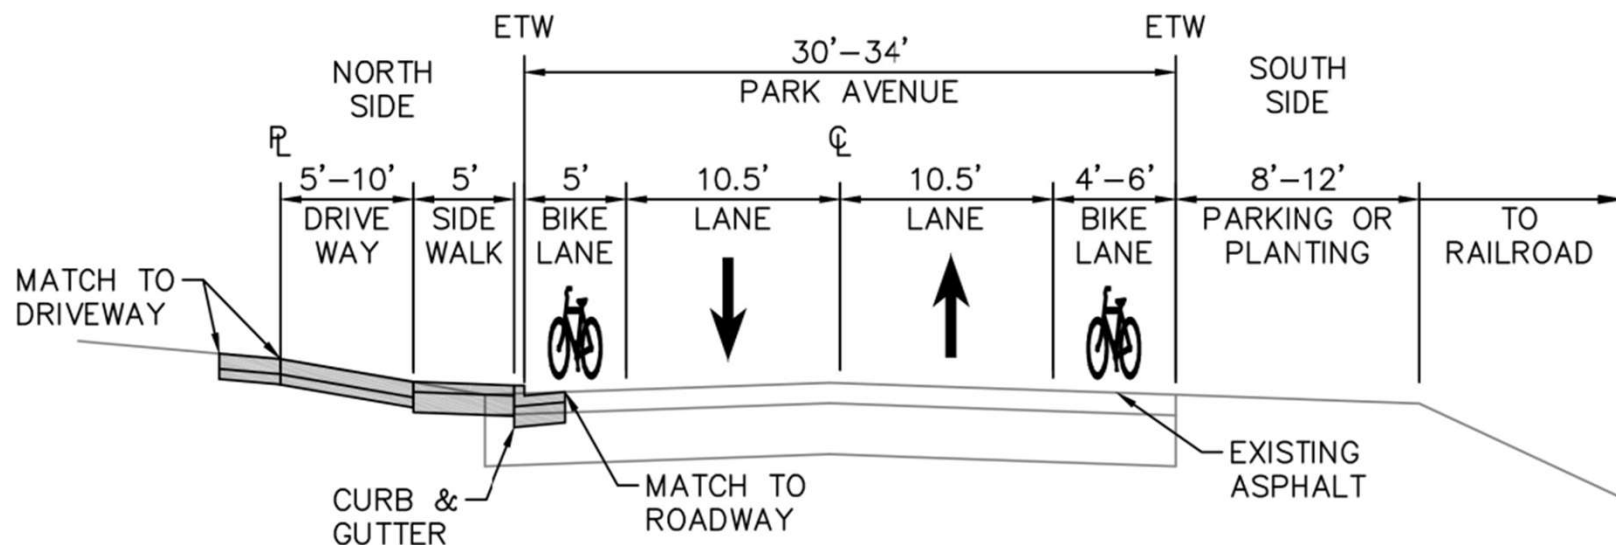 ETW
ETW
30'-34'
PARK AVENUE
NORTH
SIDE
SOUTH
SIDE
PL
CL
5'-10'
DRIVE
WAY
5'
SIDE
WALK
5'
BIKE
LANE
10.5'
LANE
10.5'
LANE
4'-6'
BIKE
LANE
8'-12'
PARKING OR
PLANTING
TO
RAILROAD
MATCH TO
DRIVEWAY
CURB &
GUTTER
MATCH TO
ROADWAY
EXISTING
ASPHALT